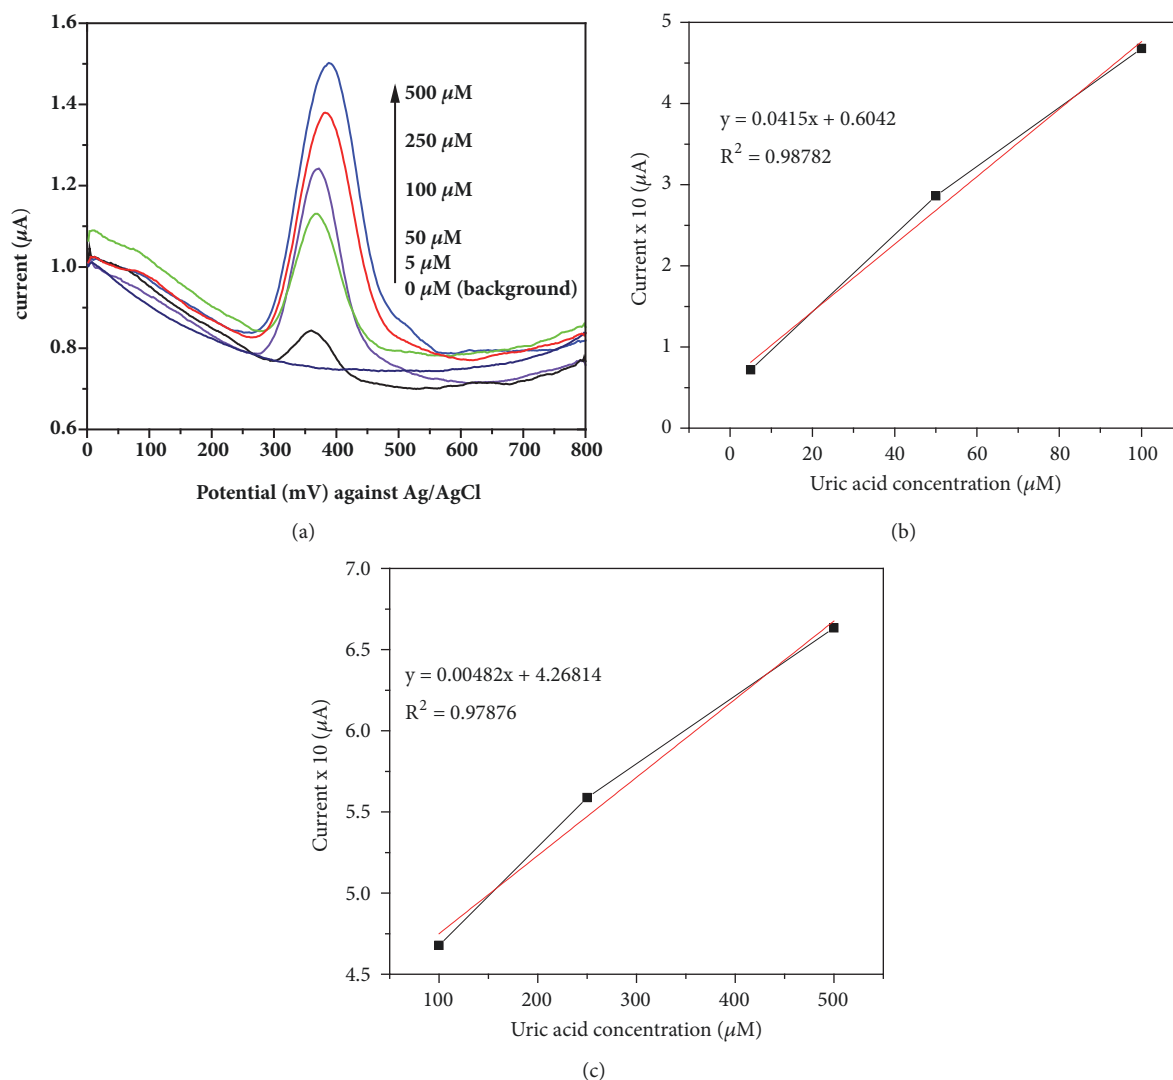 1.6
1.4
1.2
1.0
0.8
0.6
current (μA)
500 μM
250 μM
100 μM
50 μM
5 μM
0 μM (background)
0 100 200 300 400 500 600 700 800
Potential (mV) against Ag/AgCl
(a)
5
4
3
2
1
0
Current x 10 (μA)
y = 0.0415x + 0.6042
R² = 0.98782
0 20 40 60 80 100
Uric acid concentration (μM)
(b)
7.0
6.5
6.0
5.5
5.0
4.5
Current x 10 (μA)
y = 0.00482x + 4.26814
R² = 0.97876
100 200 300 400 500
Uric acid concentration (μM)
(c)